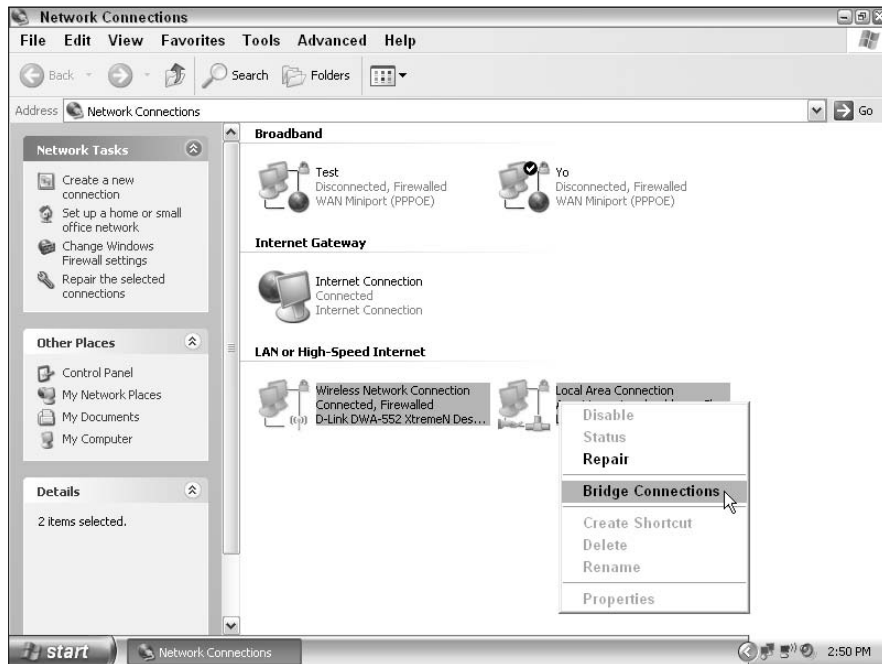 Network Connections
File Edit View Favorites Tools Advanced Help
Back Search Folders
Address Network Connections Go
Network Tasks
Create a new
connection
Set up a home or small
office network
Change Windows
Firewall settings
Repair the selected
connections
Other Places
Control Panel
My Network Places
My Documents
My Computer
Details
2 items selected.
Broadband
Test
Disconnected, Firewalled
WAN Miniport (PPPOE)
Yo
Disconnected, Firewalled
WAN Miniport (PPPOE)
Internet Gateway
Internet Connection
Connected
Internet Connection
LAN or High-Speed Internet
Wireless Network Connection
Connected, Firewalled
D-Link DWA-552 XtremeN Des...
Local Area Connection
Disable
Status
Repair
Bridge Connections
Create Shortcut
Delete
Rename
Properties
start Network Connections 2:50 PM